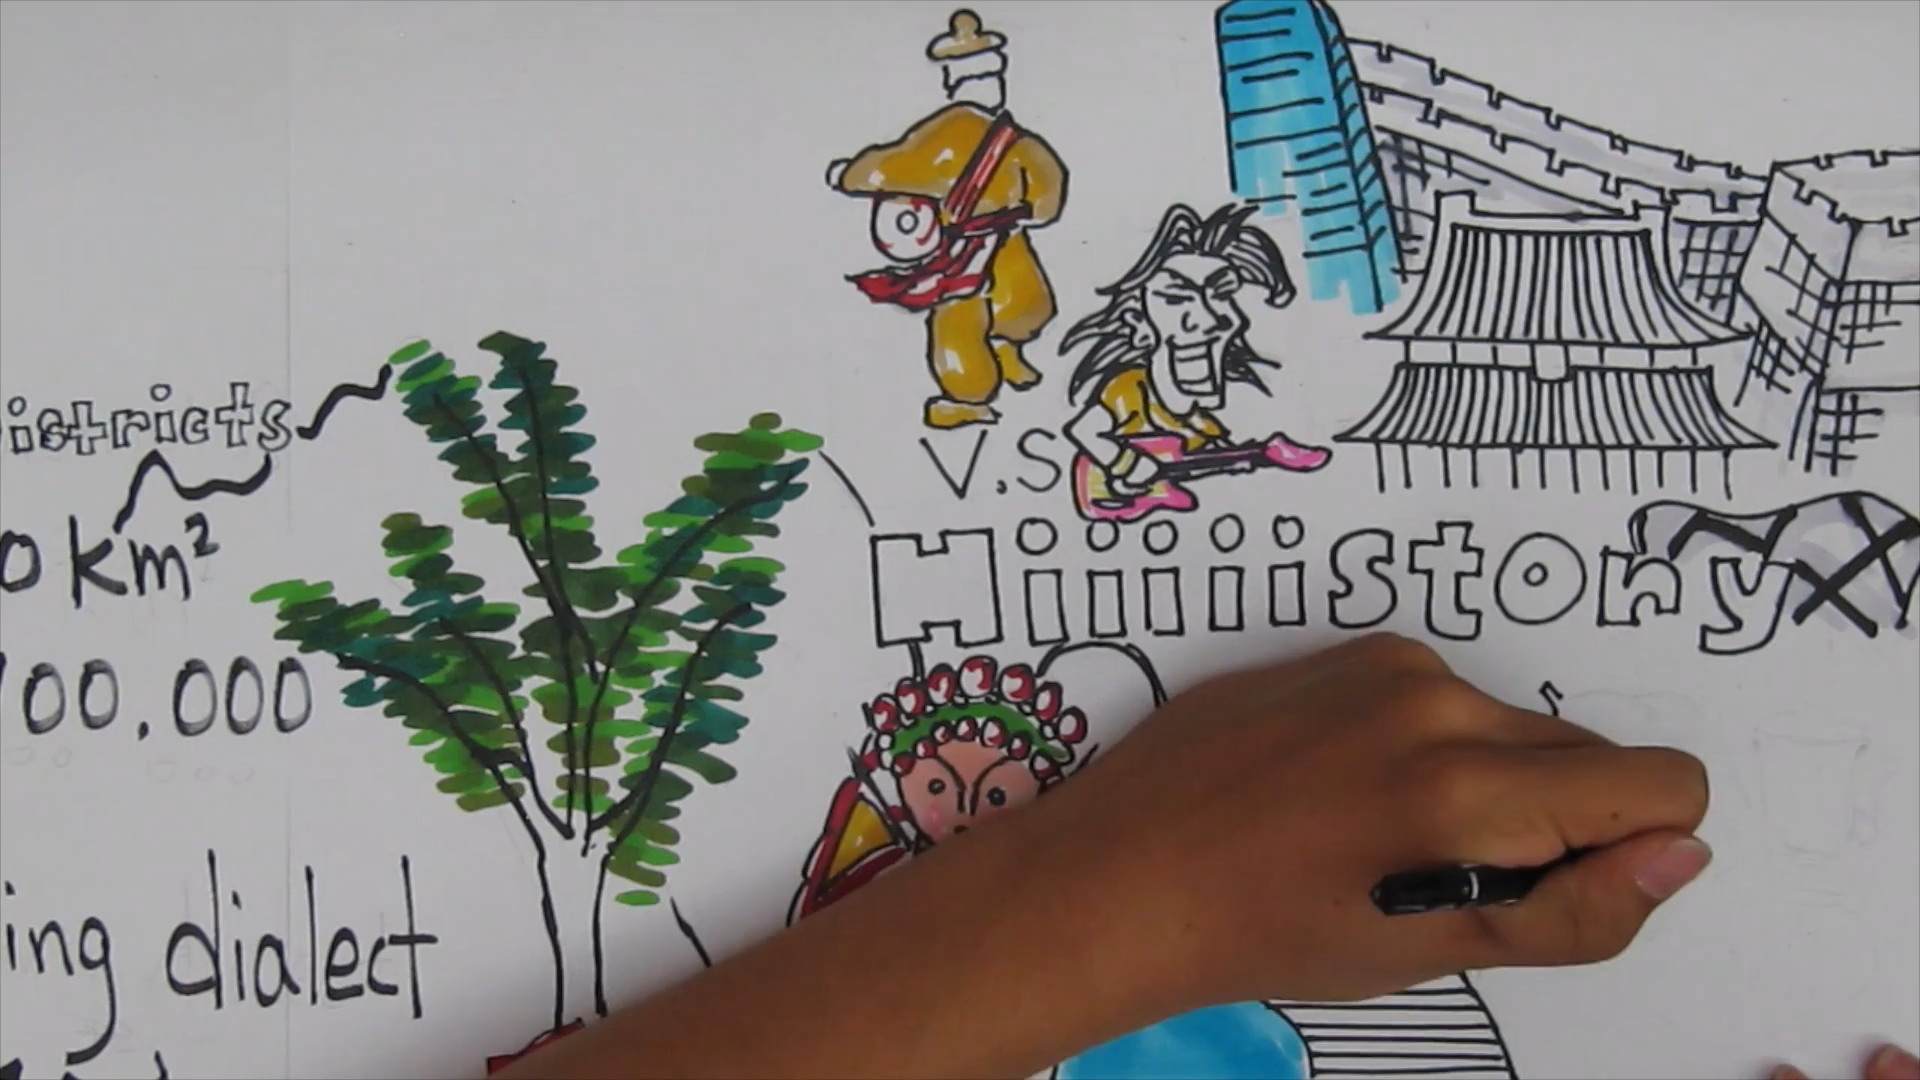 istricts
0 km²
00.000
ing dialect
V.S
Hiiiiistory